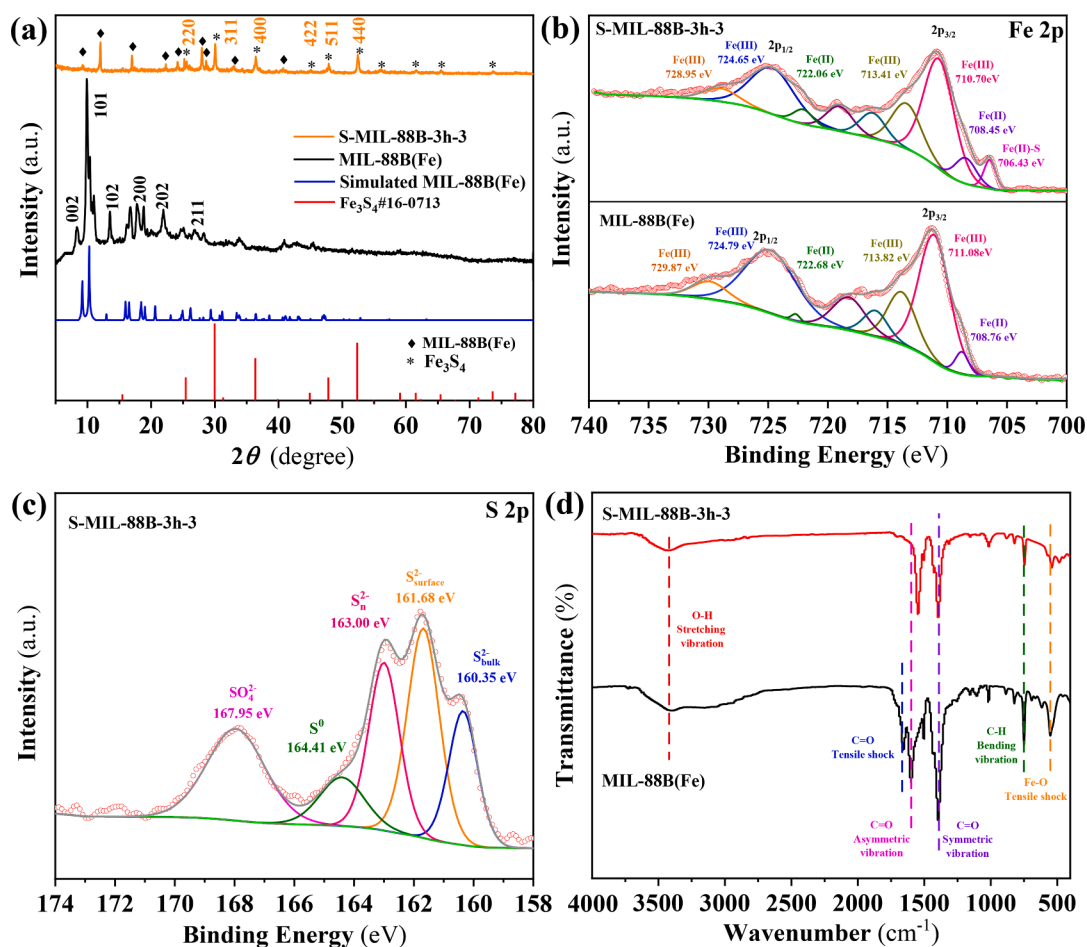 (a)
220
311
400
422
511
440
S-MIL-88B-3h-3
MIL-88B(Fe)
Simulated MIL-88B(Fe)
Fe₃S₄#16-0713
002
101
102
200
202
211
♦ MIL-88B(Fe)
* Fe₃S₄
Intensity (a.u.)
10 20 30 40 50 60 70 80
2θ (degree)
(b)
S-MIL-88B-3h-3
Fe 2p
Fe(III)
728.95 eV
Fe(III)
724.65 eV
2p₁/₂
Fe(II)
722.06 eV
Fe(III)
713.41 eV
2p₃/₂
Fe(III)
710.70eV
Fe(II)
708.45 eV
Fe(II)-S
706.43 eV
MIL-88B(Fe)
Fe(III)
729.87 eV
Fe(III)
724.79 eV
2p₁/₂
Fe(II)
722.68 eV
Fe(III)
713.82 eV
2p₃/₂
Fe(III)
711.08eV
Fe(II)
708.76 eV
Intensity (a.u.)
740 735 730 725 720 715 710 705 700
Binding Energy (eV)
(c)
S-MIL-88B-3h-3
S 2p
SO₄²⁻
167.95 eV
S⁰
164.41 eV
Sₙ²⁻
163.00 eV
S²⁻surface
161.68 eV
S²⁻bulk
160.35 eV
Intensity (a.u.)
174 172 170 168 166 164 162 160 158
Binding Energy (eV)
(d)
S-MIL-88B-3h-3
O-H
Stretching
vibration
MIL-88B(Fe)
C=O
Tensile shock
C=O
Asymmetric
vibration
C=O
Symmetric
vibration
C-H
Bending
vibration
Fe-O
Tensile shock
Transmittance (%)
4000 3500 3000 2500 2000 1500 1000 500
Wavenumber (cm⁻¹)